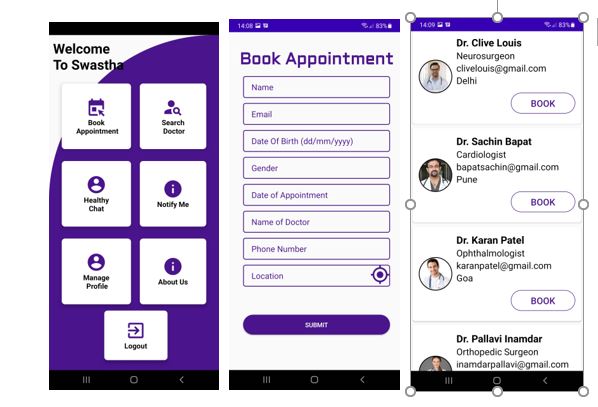 Welcome
To Swastha
Book
Appointment
Search
Doctor
Healthy
Chat
Notify Me
Manage
Profile
About Us
Logout
14:08
83%
Book Appointment
Name
Email
Date Of Birth (dd/mm/yyyy)
Gender
Date of Appointment
Name of Doctor
Phone Number
Location
SUBMIT
14:09
83%
Dr. Clive Louis
Neurosurgeon
clivelouis@gmail.com
Delhi
BOOK
Dr. Sachin Bapat
Cardiologist
bapatsachin@gmail.com
Pune
BOOK
Dr. Karan Patel
Ophthalmologist
karanpatel@gmail.com
Goa
BOOK
Dr. Pallavi Inamdar
Orthopedic Surgeon
inamdarpallavi@gmail.com